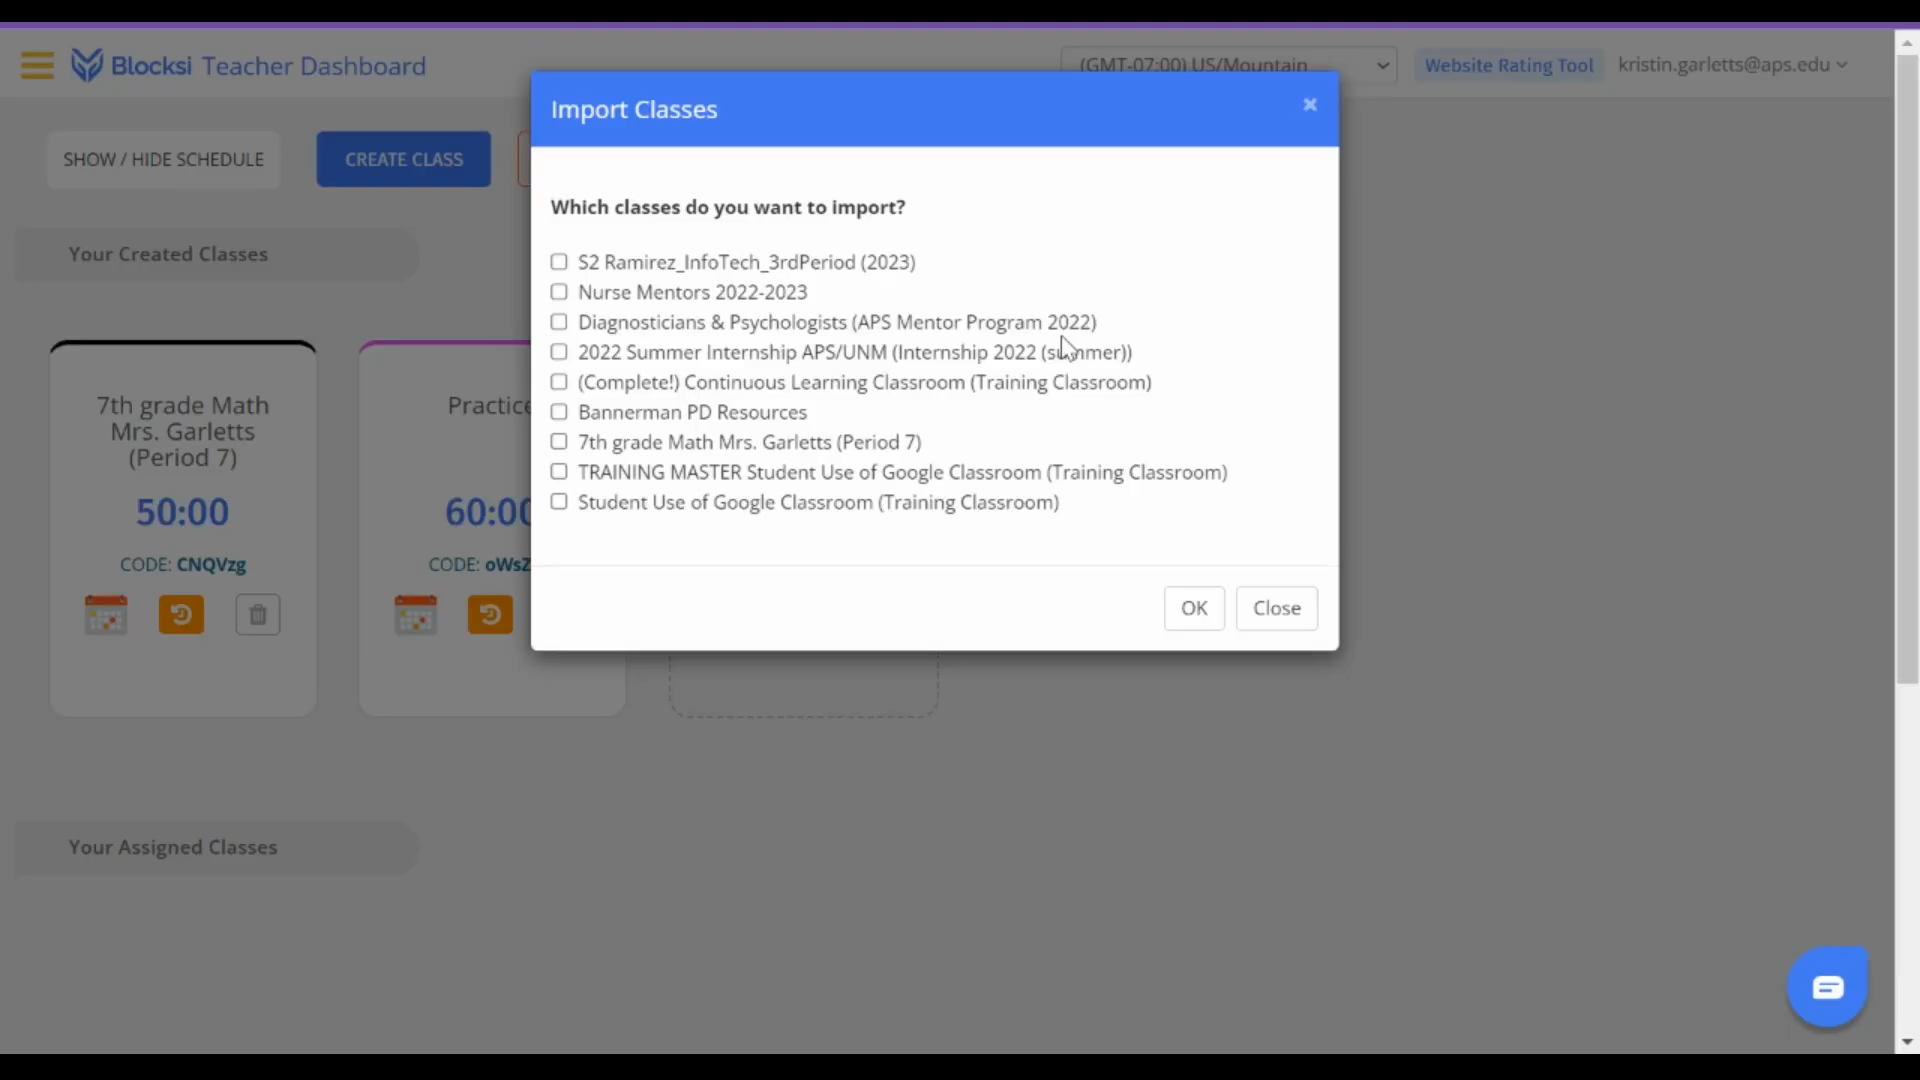 Blocksi Teacher Dashboard
(GMT-07:00) US/Mountain
Website Rating Tool
kristin.garletts@aps.edu
SHOW / HIDE SCHEDULE
CREATE CLASS
Import Classes
×
Your Created Classes
Which classes do you want to import?
S2 Ramirez_InfoTech_3rdPeriod (2023)
Nurse Mentors 2022-2023
Diagnosticians & Psychologists (APS Mentor Program 2022)
2022 Summer Internship APS/UNM (Internship 2022 (summer))
(Complete!) Continuous Learning Classroom (Training Classroom)
Bannerman PD Resources
7th grade Math Mrs. Garletts (Period 7)
TRAINING MASTER Student Use of Google Classroom (Training Classroom)
Student Use of Google Classroom (Training Classroom)
OK
Close
7th grade Math
Mrs. Garletts
(Period 7)
50:00
CODE: CNQVzg
Practice
60:00
CODE: oWsZ
Your Assigned Classes